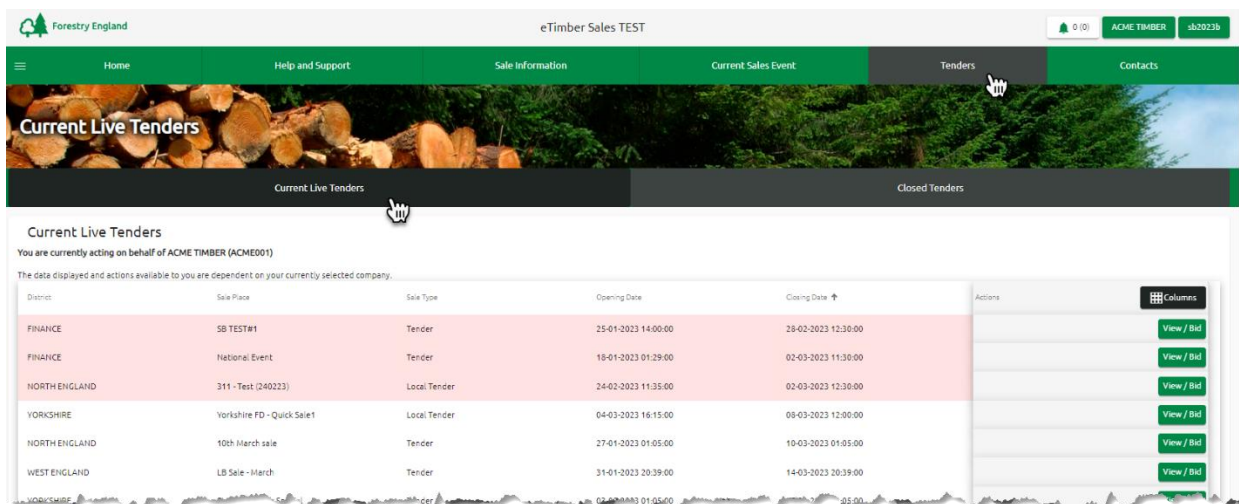 Forestry England
eTimber Sales TEST
0 (0)
ACME TIMBER
sb2023b
Home
Help and Support
Sale Information
Current Sales Event
Tenders
Contacts
Current Live Tenders
Current Live Tenders
Closed Tenders
Current Live Tenders
You are currently acting on behalf of ACME TIMBER (ACME001)
The data displayed and actions available to you are dependent on your currently selected company.
District Sale Place Sale Type Opening Date Closing Date ↑ Actions Columns
FINANCE SB TEST#1 Tender 25-01-2023 14:00:00 28-02-2023 12:30:00 View / Bid
FINANCE National Event Tender 18-01-2023 01:29:00 02-03-2023 11:30:00 View / Bid
NORTH ENGLAND 311 - Test (240223) Local Tender 24-02-2023 11:35:00 02-03-2023 12:30:00 View / Bid
YORKSHIRE Yorkshire FD - Quick Sale1 Local Tender 04-03-2023 16:15:00 08-03-2023 12:00:00 View / Bid
NORTH ENGLAND 10th March sale Tender 27-01-2023 01:05:00 10-03-2023 01:05:00 View / Bid
WEST ENGLAND LB Sale - March Tender 31-01-2023 20:39:00 14-03-2023 20:39:00 View / Bid
YORKSHIRE